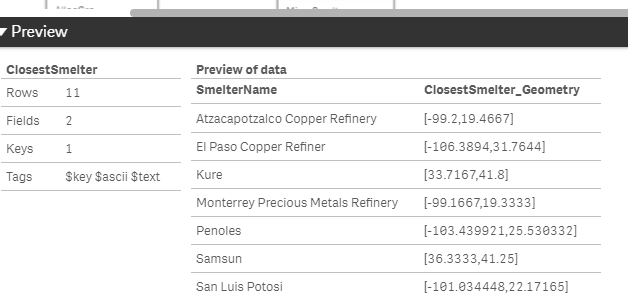 Preview
ClosestSmelter
Rows 11
Fields 2
Keys 1
Tags $key $ascii $text
Preview of data
SmelterName ClosestSmelter_Geometry
Atzacapotzalco Copper Refinery [-99.2,19.4667]
El Paso Copper Refiner [-106.3894,31.7644]
Kure [33.7167,41.8]
Monterrey Precious Metals Refinery [-99.1667,19.3333]
Penoles [-103.439921,25.530332]
Samsun [36.3333,41.25]
San Luis Potosi [-101.034448,22.17165]